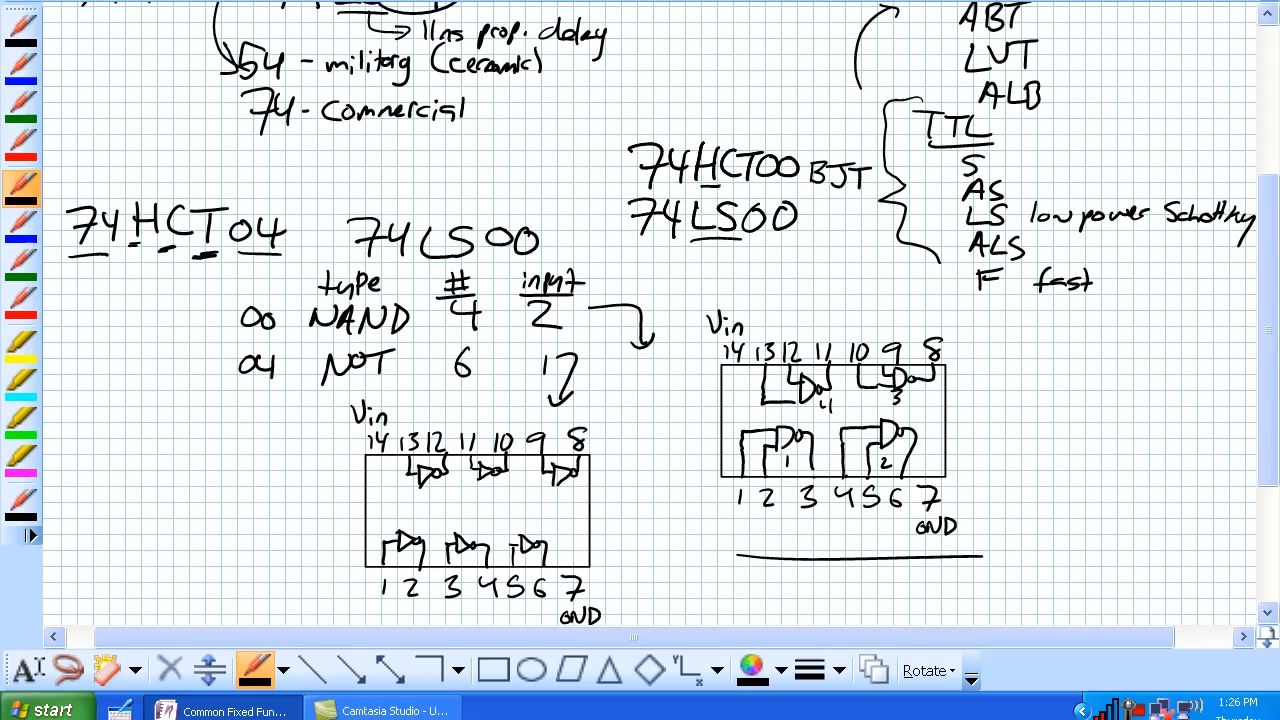 11ns prop. delay
54 - military (ceramic)
74 - commercial
ABT
LVT
ALB
TTL
S
AS
LS low power Schottky
ALS
F fast
74HCT00 BJT
74LS00
74HCT04
74LS00
type # input
00 NAND 4 2
04 NOT 6 1
Vin
14 13 12 11 10 9 8
4 3
1 2
1 2 3 4 5 6 7
GND
Vin
14 13 12 11 10 9 8
1 2 3 4 5 6 7
GND
Rotate
start
Common Fixed Fun...
Camtasia Studio - U...
1:26 PM
Thursday